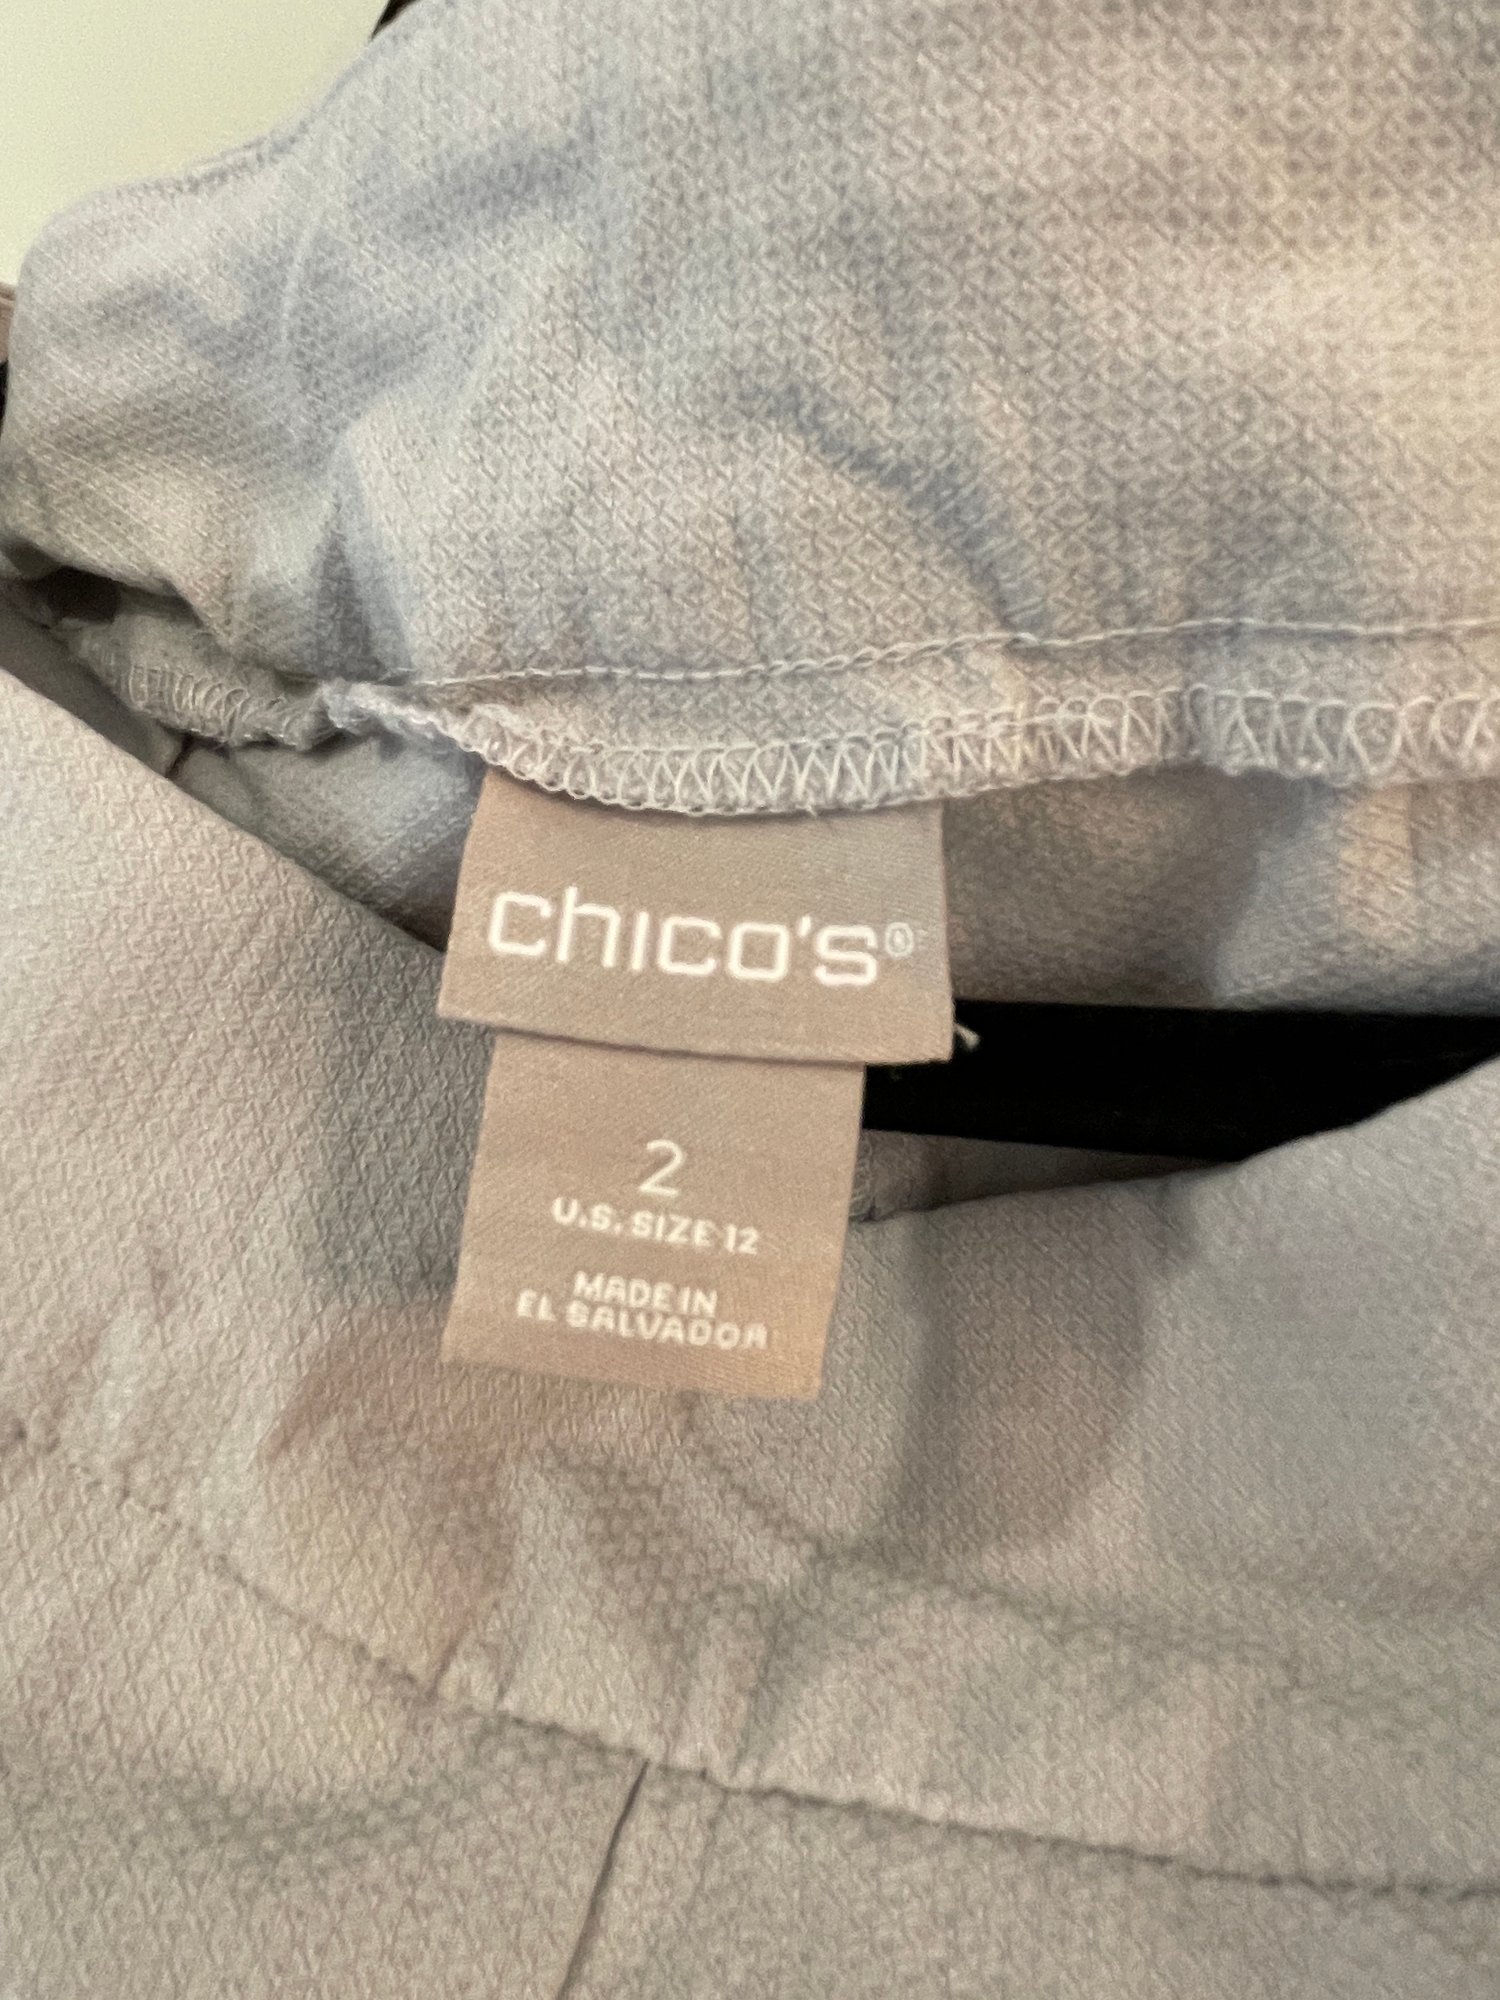 chico's®
2
U.S. SIZE 12
MADE IN
EL SALVADOR